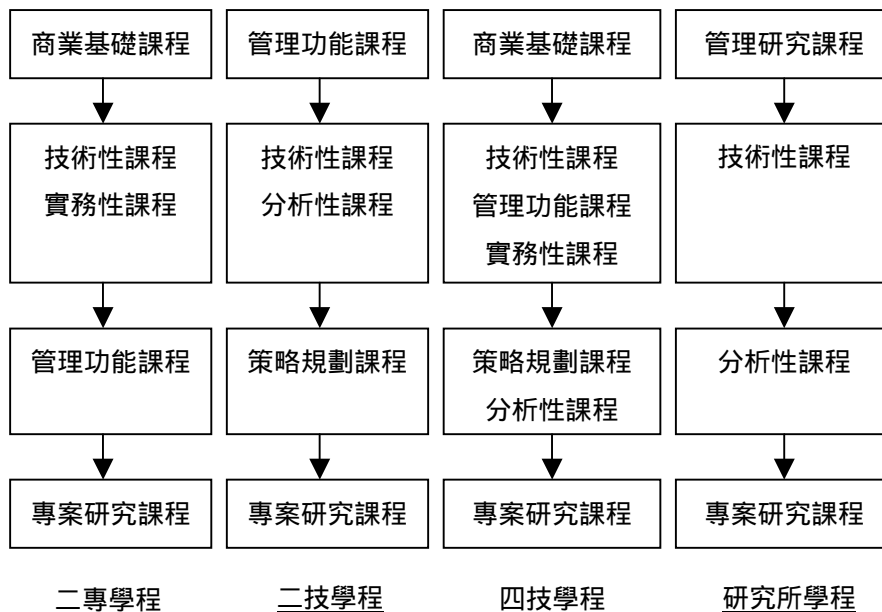 商業基礎課程
管理功能課程
商業基礎課程
管理研究課程
技術性課程
實務性課程
技術性課程
分析性課程
技術性課程
管理功能課程
實務性課程
技術性課程
管理功能課程
策略規劃課程
策略規劃課程
分析性課程
分析性課程
專案研究課程
專案研究課程
專案研究課程
專案研究課程
二專學程
二技學程
四技學程
研究所學程